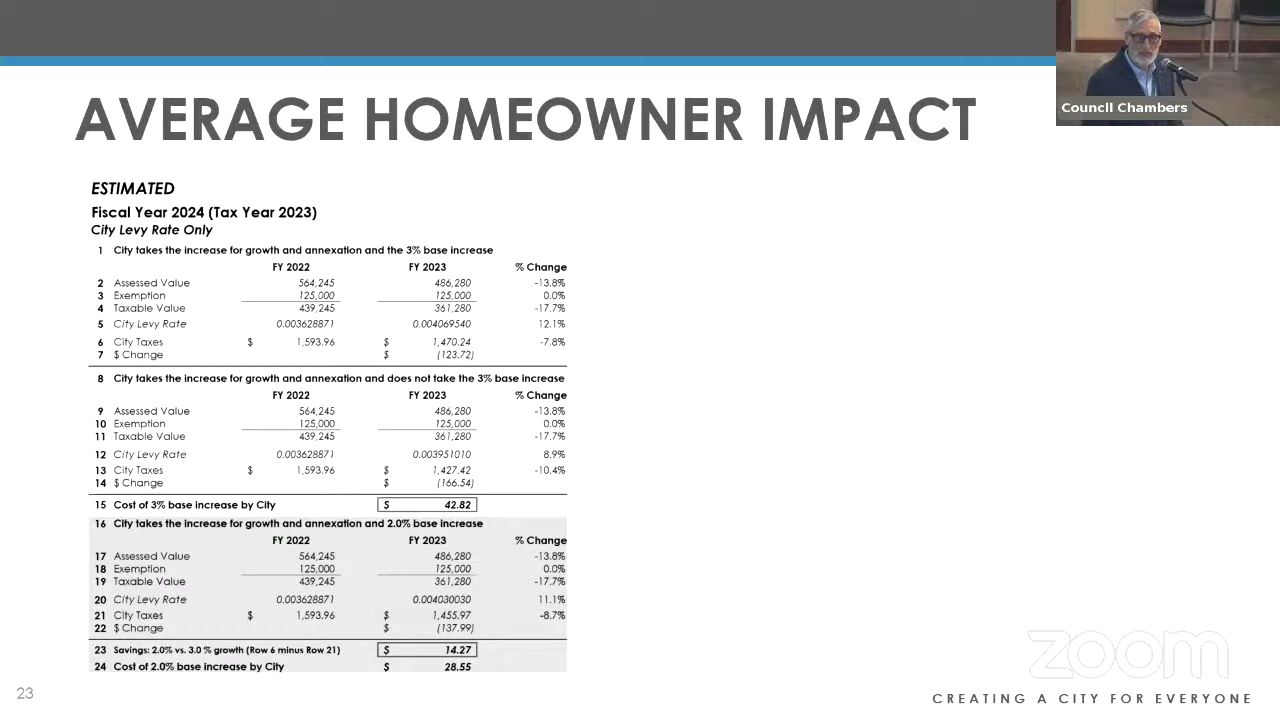 Council Chambers
AVERAGE HOMEOWNER IMPACT
ESTIMATED
Fiscal Year 2024 (Tax Year 2023)
City Levy Rate Only
1 City takes the increase for growth and annexation and the 3% base increase
FY 2022 FY 2023 % Change
2 Assessed Value 564,245 486,280 -13.8%
3 Exemption 125,000 125,000 0.0%
4 Taxable Value 439,245 361,280 -17.7%
5 City Levy Rate 0.003628871 0.004069540 12.1%
6 City Taxes $ 1,593.96 $ 1,470.24 -7.8%
7 $ Change $ (123.72)
8 City takes the increase for growth and annexation and does not take the 3% base increase
FY 2022 FY 2023 % Change
9 Assessed Value 564,245 486,280 -13.8%
10 Exemption 125,000 125,000 0.0%
11 Taxable Value 439,245 361,280 -17.7%
12 City Levy Rate 0.003628871 0.003951010 8.9%
13 City Taxes $ 1,593.96 $ 1,427.42 -10.4%
14 $ Change $ (166.54)
15 Cost of 3% base increase by City $ 42.82
16 City takes the increase for growth and annexation and 2.0% base increase
FY 2022 FY 2023 % Change
17 Assessed Value 564,245 486,280 -13.8%
18 Exemption 125,000 125,000 0.0%
19 Taxable Value 439,245 361,280 -17.7%
20 City Levy Rate 0.003628871 0.004030030 11.1%
21 City Taxes $ 1,593.96 $ 1,455.97 -8.7%
22 $ Change $ (137.99)
23 Savings: 2.0% vs. 3.0 % growth (Row 6 minus Row 21) $ 14.27
24 Cost of 2.0% base increase by City $ 28.55
zoom
23
CREATING A CITY FOR EVERYONE